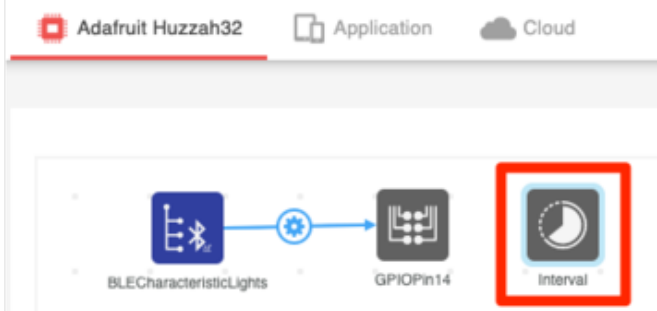 Adafruit Huzzah32
Application
Cloud
BLECharacteristicLights
GPIOPin14
Interval